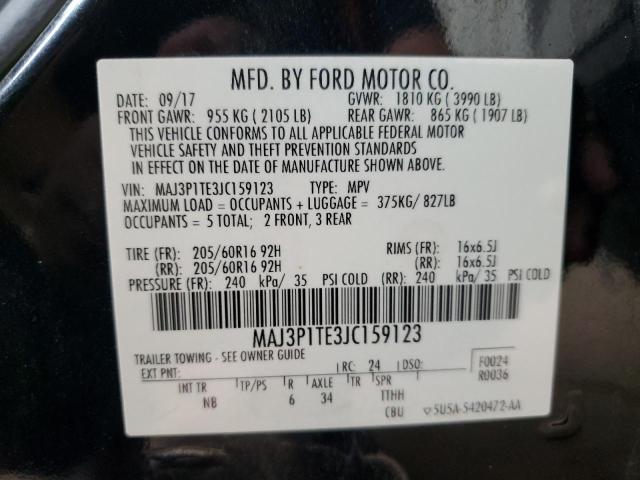 MFD. BY FORD MOTOR CO.
DATE: 09/17 GVWR: 1810 KG ( 3990 LB)
FRONT GAWR: 955 KG ( 2105 LB) REAR GAWR: 865 KG ( 1907 LB)
THIS VEHICLE CONFORMS TO ALL APPLICABLE FEDERAL MOTOR
VEHICLE SAFETY AND THEFT PREVENTION STANDARDS
IN EFFECT ON THE DATE OF MANUFACTURE SHOWN ABOVE.
VIN: MAJ3P1TE3JC159123 TYPE: MPV
MAXIMUM LOAD = OCCUPANTS + LUGGAGE = 375KG/ 827LB
OCCUPANTS = 5 TOTAL; 2 FRONT, 3 REAR
TIRE (FR): 205/60R16 92H RIMS (FR): 16x6.5J
(RR): 205/60R16 92H (RR): 16x6.5J
PRESSURE (FR): 240 kPa/ 35 PSI COLD (RR): 240 kPa/ 35 PSI COLD
MAJ3P1TE3JC159123
TRAILER TOWING - SEE OWNER GUIDE
EXT PNT: RC: 24 DSO: F0024
R0036
INT TR TP/PS R AXLE TR SPR
NB 6 34 TTHH
CBU 5U5A-5420472-AA